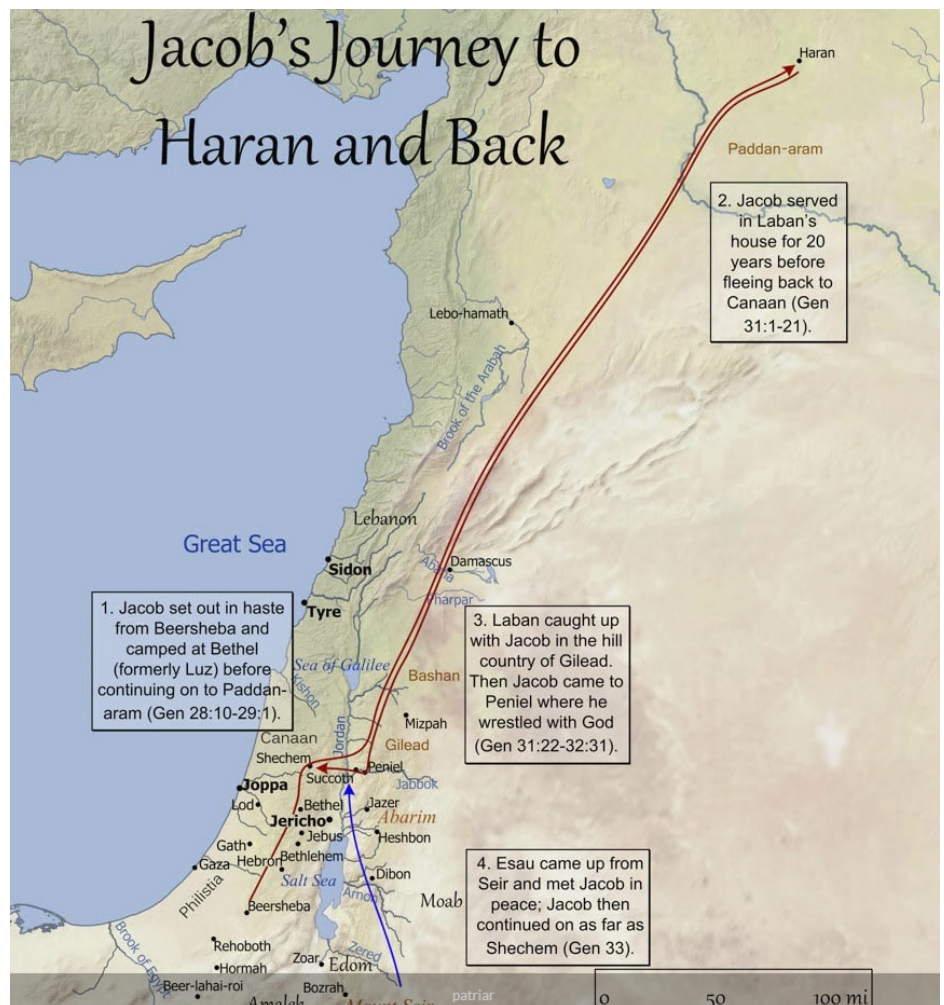 Jacob's Journey to
Haran and Back
Haran
Paddan-aram
2. Jacob served
in Laban's
house for 20
years before
fleeing back to
Canaan (Gen
31:1-21).
Lebo-hamath
Brook of the Arabah
Lebanon
Great Sea
Sidon
Damascus
Abana
Pharpar
Tyre
1. Jacob set out in haste
from Beersheba and
camped at Bethel
(formerly Luz) before
continuing on to Paddan-
aram (Gen 28:10-29:1).
3. Laban caught up
with Jacob in the hill
country of Gilead.
Then Jacob came to
Peniel where he
wrestled with God
(Gen 31:22-32:31).
Sea of Galilee
Kishon
Bashan
Mizpah
Jordan
Canaan
Gilead
Shechem
Succoth
Peniel
Jabbok
Joppa
Lod
Bethel
Jazer
Jericho
Abarim
Jebus
Heshbon
Gath
Bethlehem
Hebron
Gaza
Salt Sea
Dibon
Philistia
Arnon
Moab
4. Esau came up from
Seir and met Jacob in
peace; Jacob then
continued on as far as
Shechem (Gen 33).
Beersheba
Brook of Egypt
Rehoboth
Zered
Hormah
Zoar
Edom
Beer-lahai-roi
Bozrah
Amalek
Mount Seir
patriar
0 50 100 mi